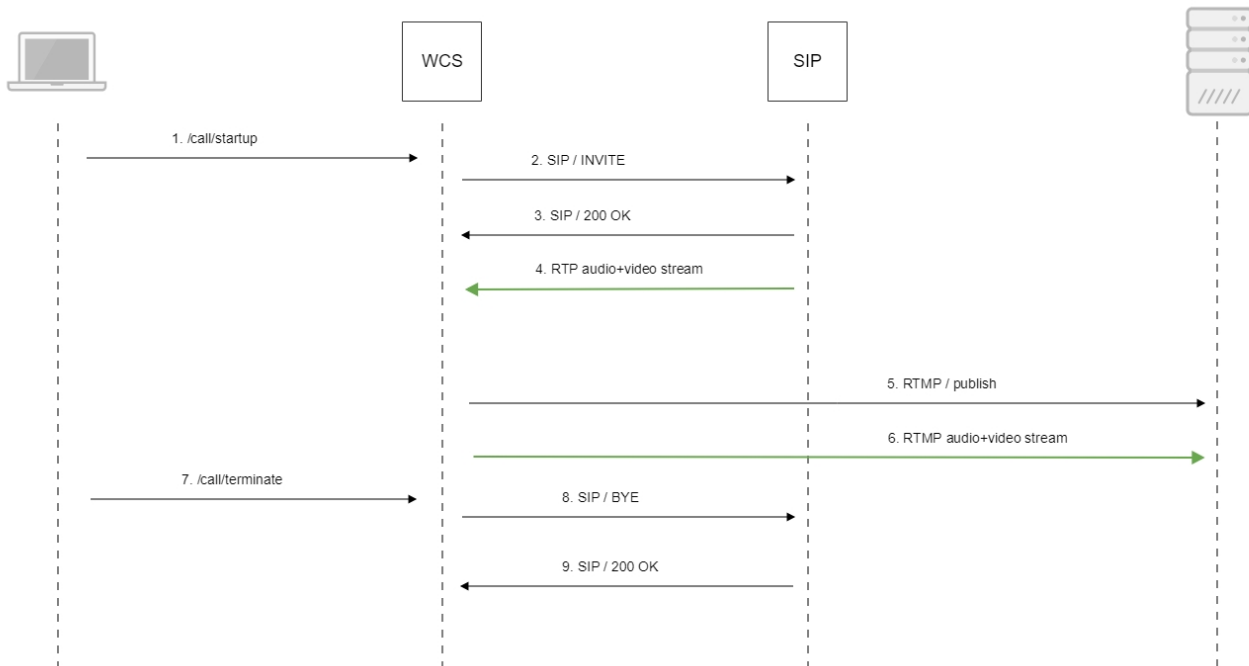 WCS
SIP
1. /call/startup
2. SIP / INVITE
3. SIP / 200 OK
4. RTP audio+video stream
5. RTMP / publish
6. RTMP audio+video stream
7. /call/terminate
8. SIP / BYE
9. SIP / 200 OK